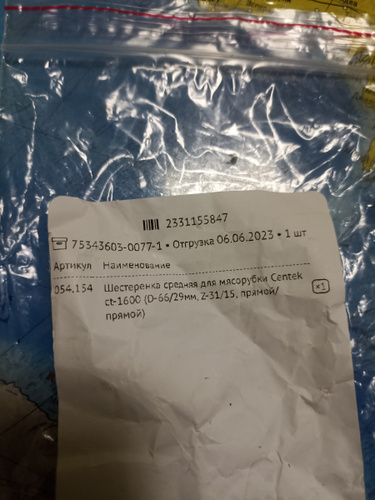 2331155847
75343603-0077-1 • Отгрузка 06.06.2023 • 1 шт
Артикул Наименование
054,154 Шестеренка средняя для мясорубки Centek ×1
ct-1600 (D-66/29мм, Z-31/15, прямой/
прямой)